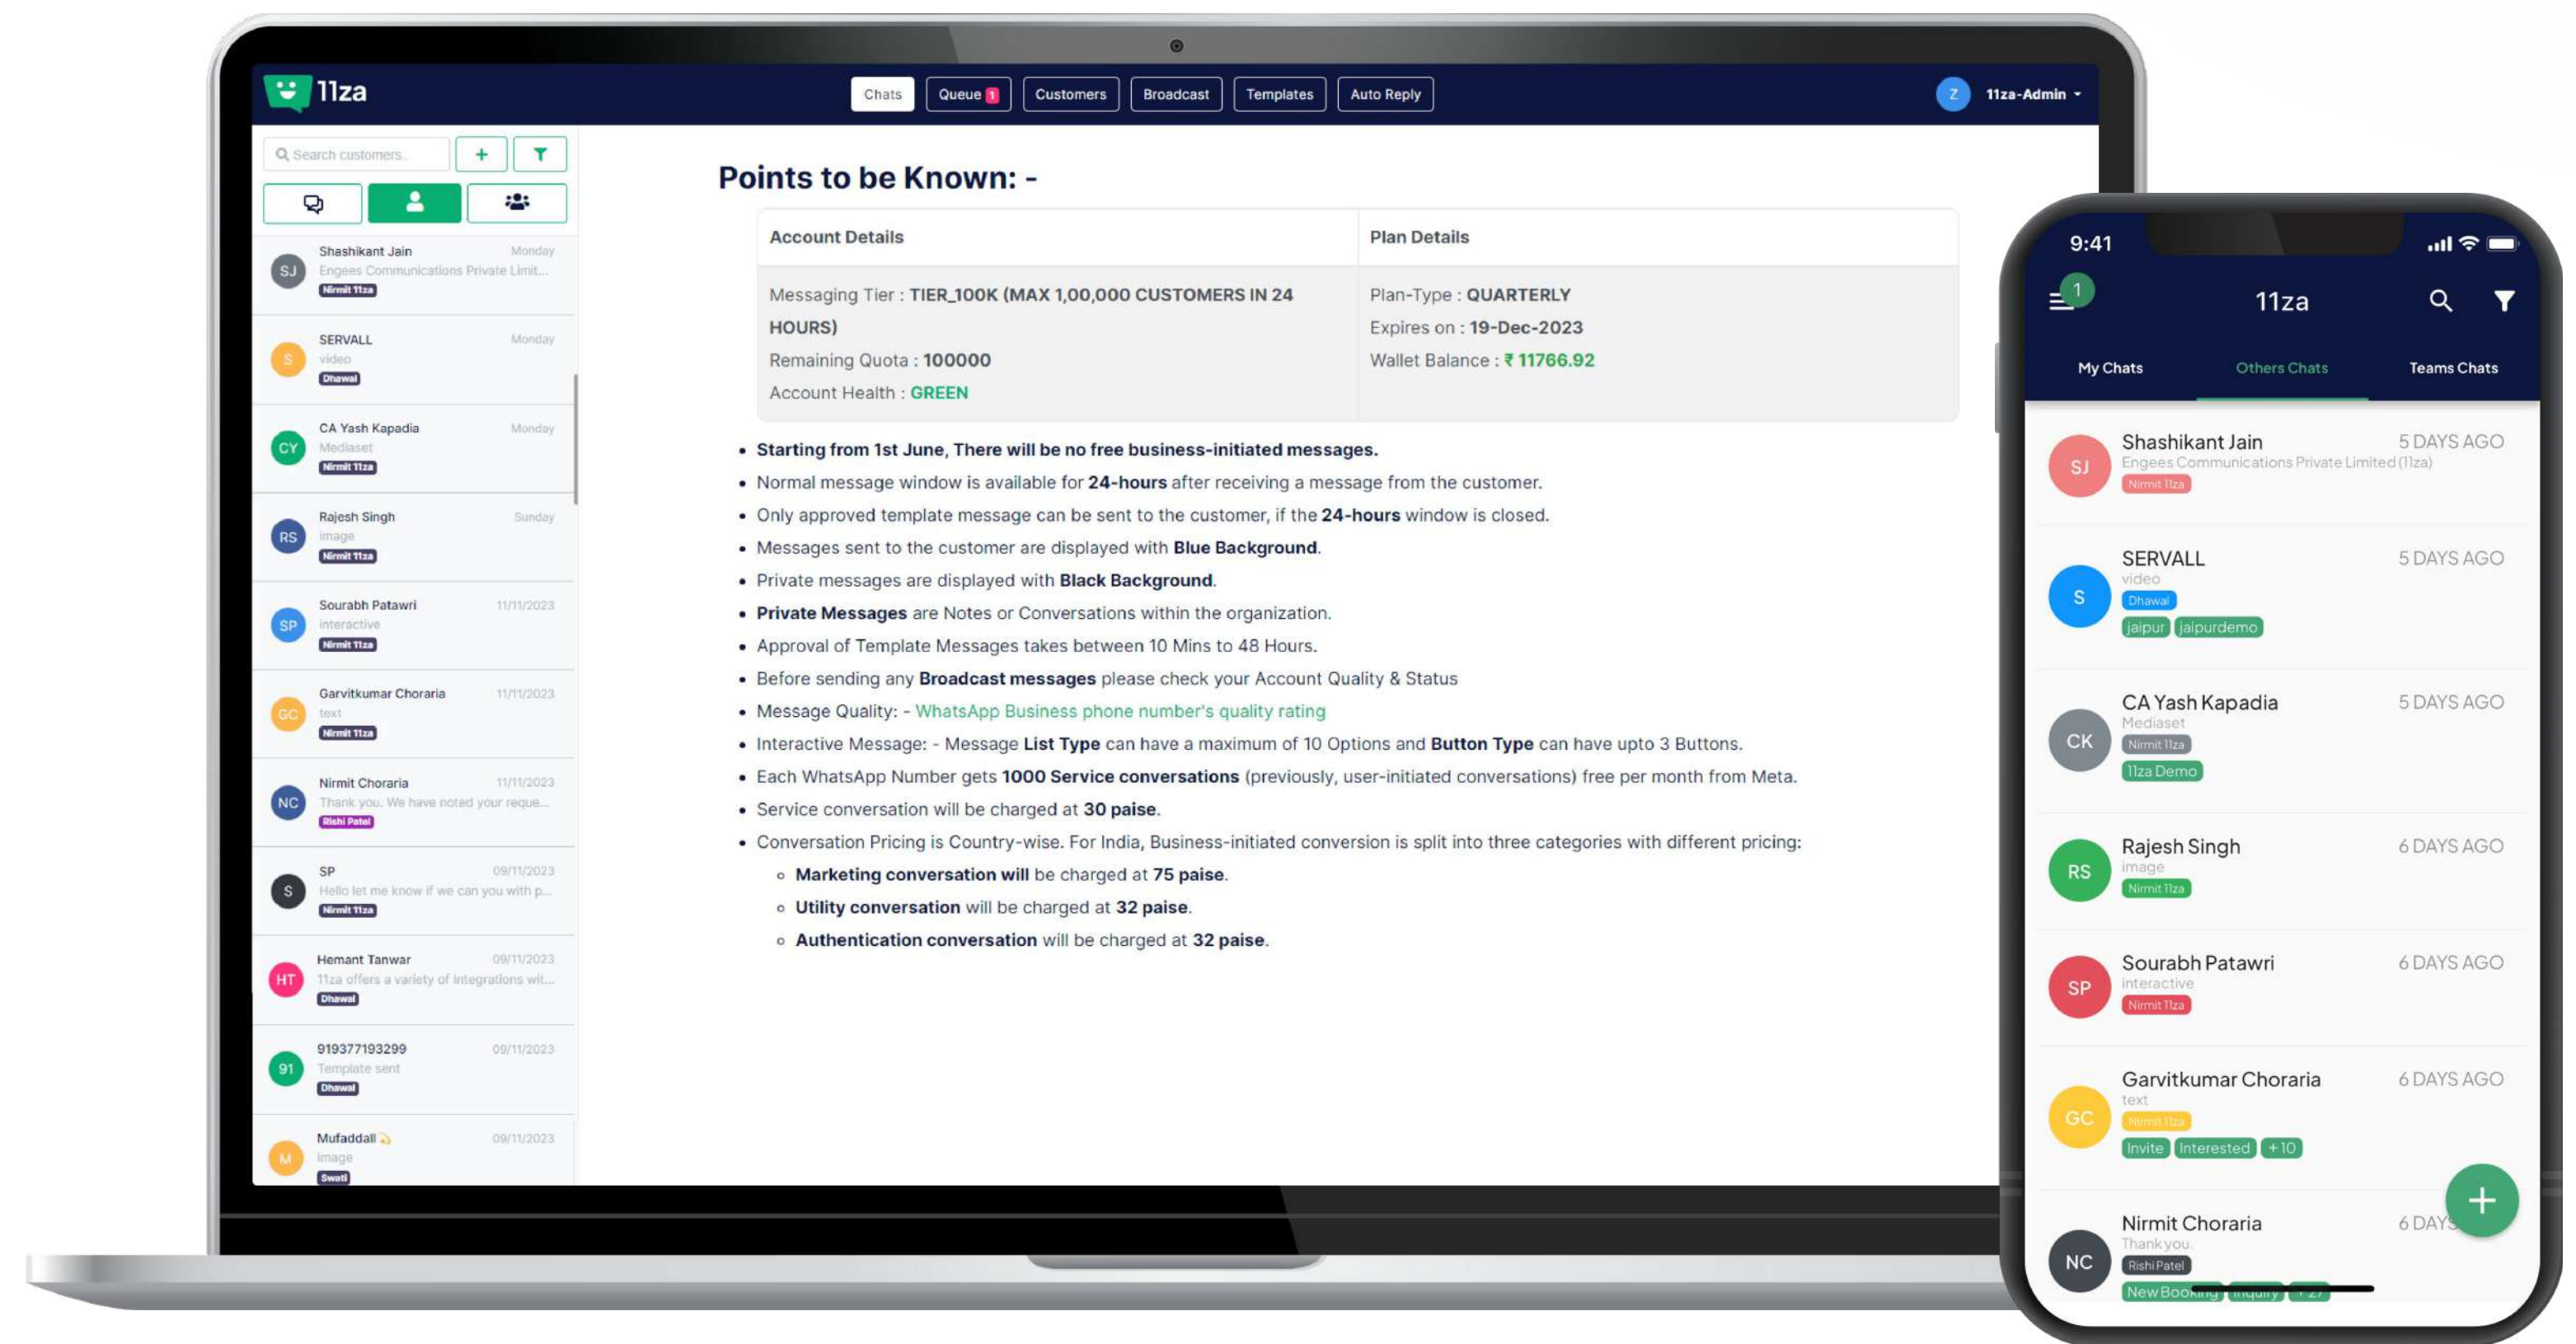 11za
Chats
Queue 1
Customers
Broadcast
Templates
Auto Reply
Z
11za-Admin
Search customers..
SJ
Shashikant Jain
Monday
Engees Communications Private Limit...
Nirmit 11za
S
SERVALL
Monday
video
Dhawal
CY
CA Yash Kapadia
Monday
Mediaset
Nirmit 11za
RS
Rajesh Singh
Sunday
image
Nirmit 11za
SP
Sourabh Patawri
11/11/2023
interactive
Nirmit 11za
GC
Garvitkumar Choraria
11/11/2023
text
Nirmit 11za
NC
Nirmit Choraria
11/11/2023
Thank you. We have noted your reque...
Rishi Patel
S
SP
09/11/2023
Hello let me know if we can you with p...
Nirmit 11za
HT
Hemant Tanwar
09/11/2023
11za offers a variety of Integrations wit...
Dhawal
91
919377193299
09/11/2023
Template sent
Dhawal
M
Mufaddall
09/11/2023
image
Swati
Points to be Known: -
Account Details
Plan Details
Messaging Tier : TIER_100K (MAX 1,00,000 CUSTOMERS IN 24
HOURS)
Remaining Quota : 100000
Account Health : GREEN
Plan-Type : QUARTERLY
Expires on : 19-Dec-2023
Wallet Balance : ₹ 11766.92
• Starting from 1st June, There will be no free business-initiated messages.
• Normal message window is available for 24-hours after receiving a message from the customer.
• Only approved template message can be sent to the customer, if the 24-hours window is closed.
• Messages sent to the customer are displayed with Blue Background.
• Private messages are displayed with Black Background.
• Private Messages are Notes or Conversations within the organization.
• Approval of Template Messages takes between 10 Mins to 48 Hours.
• Before sending any Broadcast messages please check your Account Quality & Status
• Message Quality: - WhatsApp Business phone number's quality rating
• Interactive Message: - Message List Type can have a maximum of 10 Options and Button Type can have upto 3 Buttons.
• Each WhatsApp Number gets 1000 Service conversations (previously, user-initiated conversations) free per month from Meta.
• Service conversation will be charged at 30 paise.
• Conversation Pricing is Country-wise. For India, Business-initiated conversion is split into three categories with different pricing:
◦ Marketing conversation will be charged at 75 paise.
◦ Utility conversation will be charged at 32 paise.
◦ Authentication conversation will be charged at 32 paise.
9:41
1
11za
My Chats
Others Chats
Teams Chats
SJ
Shashikant Jain
5 DAYS AGO
Engees Communications Private Limited (11za)
Nirmit 11za
S
SERVALL
5 DAYS AGO
video
Dhawal
jaipur jaipurdemo
CK
CA Yash Kapadia
5 DAYS AGO
Mediaset
Nirmit 11za
11za Demo
RS
Rajesh Singh
6 DAYS AGO
image
Nirmit 11za
SP
Sourabh Patawri
6 DAYS AGO
interactive
Nirmit 11za
GC
Garvitkumar Choraria
6 DAYS AGO
text
Nirmit 11za
Invite Interested +10
NC
Nirmit Choraria
6 DAYS
Thank you.
Rishi Patel
New Booking Inquiry +27